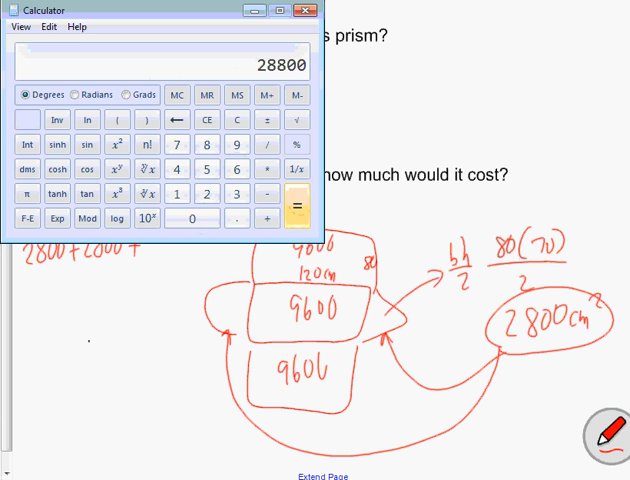 Calculator
View Edit Help
28800
Degrees Radians Grads MC MR MS M+ M-
Inv ln ( ) ← CE C ± √
Int sinh sin x² n! 7 8 9 / %
dms cosh cos xʸ ʸ√x 4 5 6 * 1/x
π tanh tan x³ ³√x 1 2 3 - =
F-E Exp Mod log 10ˣ 0 . +
s prism?
how much would it cost?
2800+2800+
9600
120cm 80
9600
9600
bh/2 80(70)/2
2800cm²
Extend Page